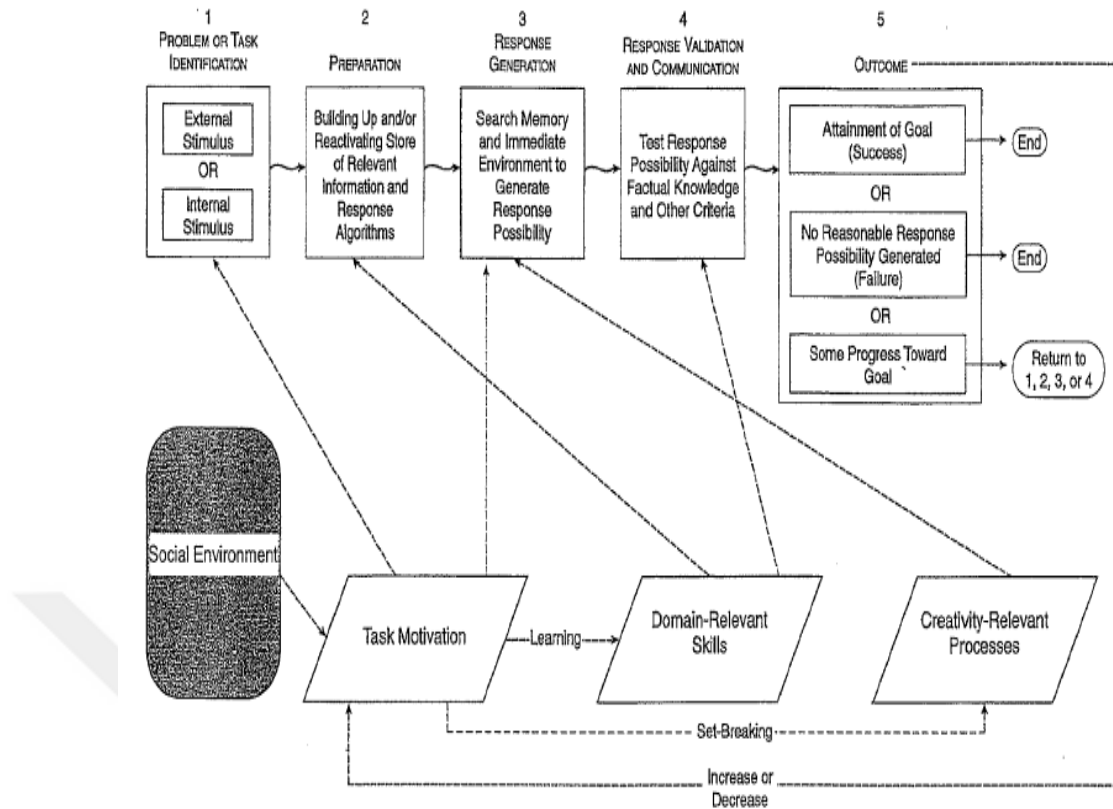 1
PROBLEM OR TASK
IDENTIFICATION
2
PREPARATION
3
RESPONSE
GENERATION
4
RESPONSE VALIDATION
AND COMMUNICATION
5
OUTCOME
External
Stimulus
OR
Internal
Stimulus
Building Up and/or
Reactivating Store
of Relevant
Information and
Response
Algorithms
Search Memory
and Immediate
Environment to
Generate
Response
Possibility
Test Response
Possibility Against
Factual Knowledge
and Other Criteria
Attainment of Goal
(Success)
End
OR
No Reasonable Response
Possibility Generated
(Failure)
End
OR
Some Progress Toward
Goal
Return to
1, 2, 3, or 4
Social Environment
Task Motivation
Learning
Domain-Relevant
Skills
Creativity-Relevant
Processes
Set-Breaking
Increase or
Decrease